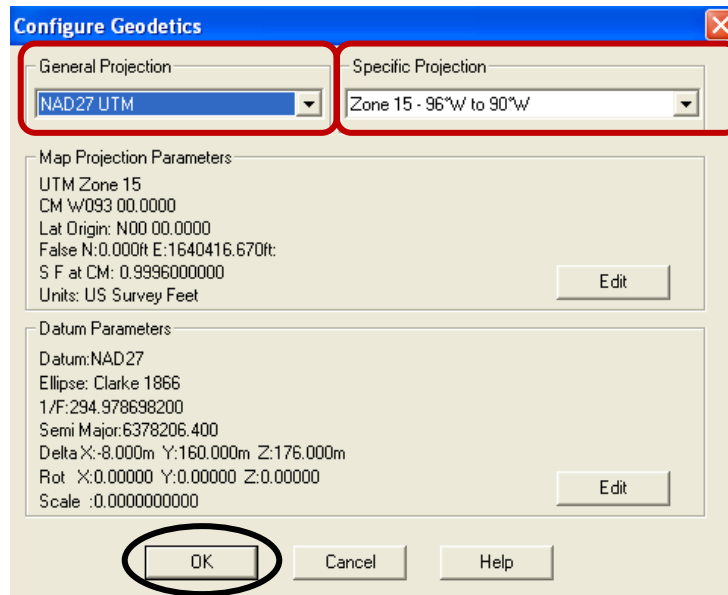 Configure Geodetics
General Projection
NAD27 UTM
Specific Projection
Zone 15 - 96°W to 90°W
Map Projection Parameters
UTM Zone 15
CM W093 00.0000
Lat Origin: N00 00.0000
False N:0.000ft E:1640416.670ft:
S F at CM: 0.9996000000
Units: US Survey Feet
Edit
Datum Parameters
Datum:NAD27
Ellipse: Clarke 1866
1/F:294.978698200
Semi Major:6378206.400
Delta X:-8.000m Y:160.000m Z:176.000m
Rot X:0.00000 Y:0.00000 Z:0.00000
Scale :0.0000000000
Edit
OK
Cancel
Help